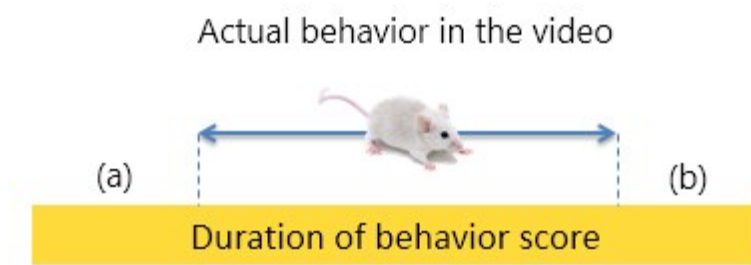 Actual behavior in the video
(a)
(b)
Duration of behavior score